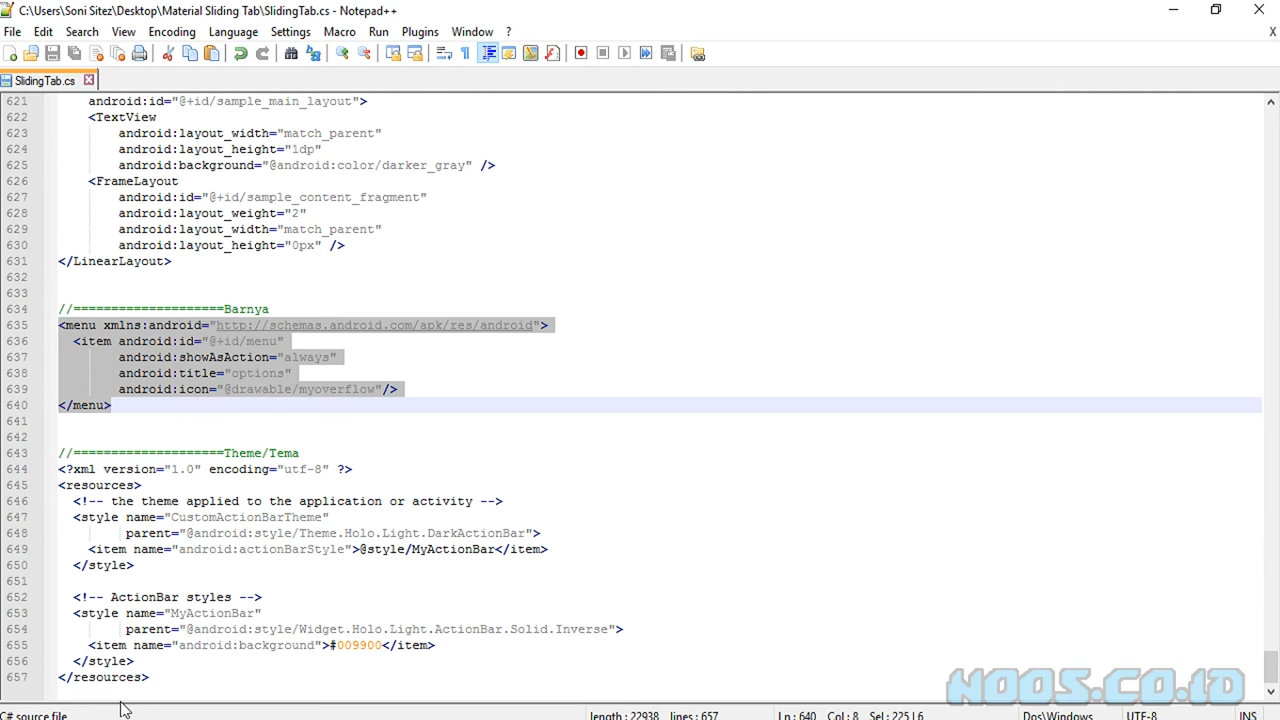 C:\Users\Soni Sitez\Desktop\Material Sliding Tab\SlidingTab.cs - Notepad++
File Edit Search View Encoding Language Settings Macro Run Plugins Window ? X
SlidingTab.cs
621 android:id="@+id/sample_main_layout">
622 <TextView
623 android:layout_width="match_parent"
624 android:layout_height="1dp"
625 android:background="@android:color/darker_gray" />
626 <FrameLayout
627 android:id="@+id/sample_content_fragment"
628 android:layout_weight="2"
629 android:layout_width="match_parent"
630 android:layout_height="0px" />
631 </LinearLayout>
632
633
634 //====================Barnya
635 <menu xmlns:android="http://schemas.android.com/apk/res/android">
636 <item android:id="@+id/menu"
637 android:showAsAction="always"
638 android:title="options"
639 android:icon="@drawable/myoverflow"/>
640 </menu>
641
642
643 //====================Theme/Tema
644 <?xml version="1.0" encoding="utf-8" ?>
645 <resources>
646 <!-- the theme applied to the application or activity -->
647 <style name="CustomActionBarTheme"
648 parent="@android:style/Theme.Holo.Light.DarkActionBar">
649 <item name="android:actionBarStyle">@style/MyActionBar</item>
650 </style>
651
652 <!-- ActionBar styles -->
653 <style name="MyActionBar"
654 parent="@android:style/Widget.Holo.Light.ActionBar.Solid.Inverse">
655 <item name="android:background">#009900</item>
656 </style>
657 </resources>
NOOS.CO.ID
C# source file length : 22938 lines : 657 Ln : 640 Col : 8 Sel : 225 | 6 Dos\Windows UTF-8 INS